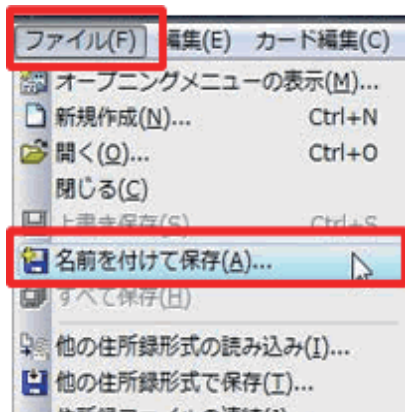 ファイル(F) 編集(E) カード編集(C)
オープニングメニューの表示(M)...
新規作成(N)... Ctrl+N
開く(O)... Ctrl+O
閉じる(C)
上書き保存(S) Ctrl+S
名前を付けて保存(A)...
すべて保存(H)
他の住所録形式の読み込み(I)...
他の住所録形式で保存(T)...